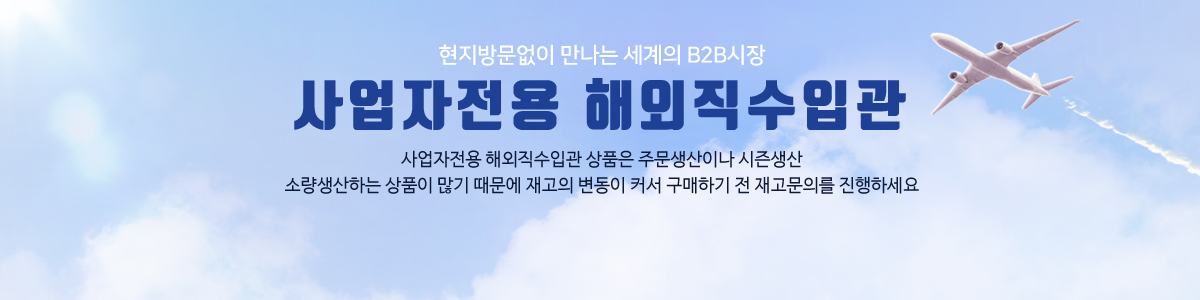 현지방문없이 만나는 세계의 B2B시장
사업자전용 해외직수입관
사업자전용 해외직수입관 상품은 주문생산이나 시즌생산
소량생산하는 상품이 많기 때문에 재고의 변동이 커서 구매하기 전 재고문의를 진행하세요